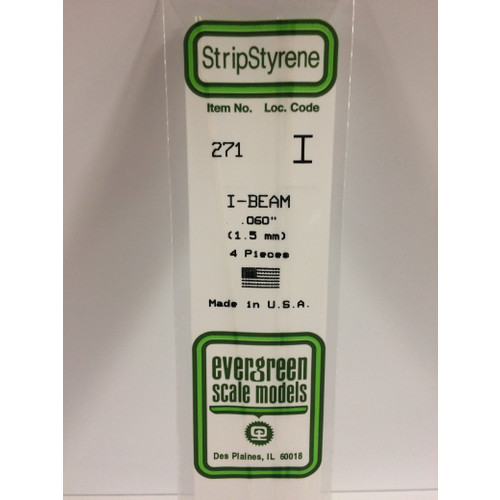 StripStyrene
Item No. Loc. Code
271 I
I-BEAM
.060"
(1.5 mm)
4 Pieces
Made in U.S.A.
evergreen
scale models
Des Plaines, IL 60018